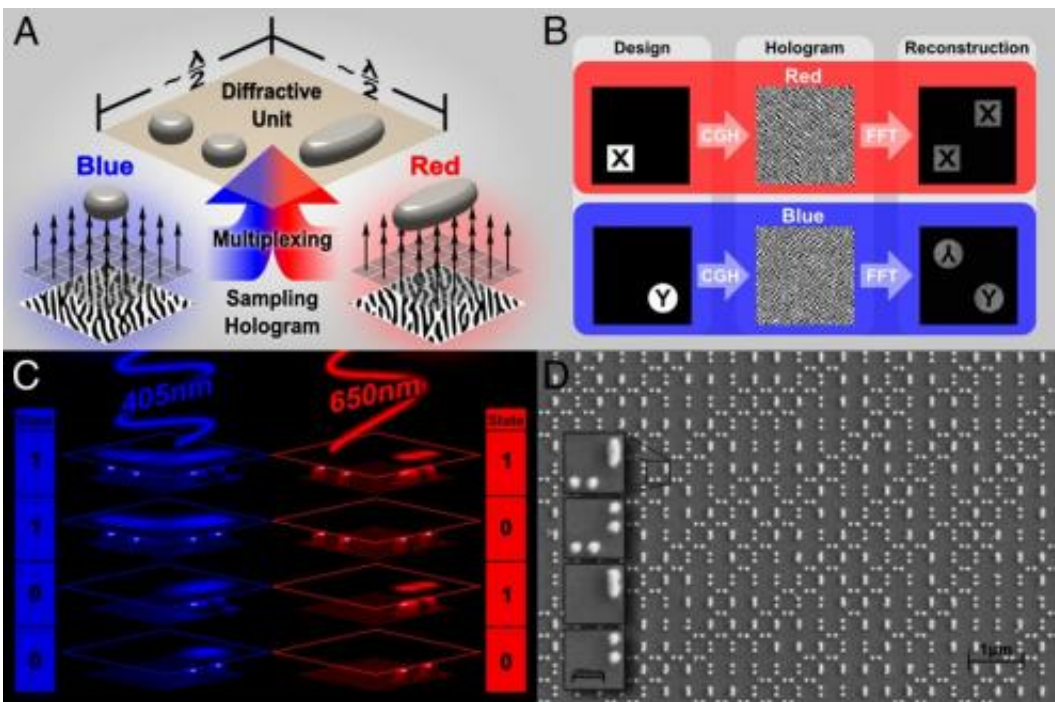 A
~ λ/2
~ λ/2
Diffractive
Unit
Blue
Red
Multiplexing
Sampling
Hologram
B
Design
Hologram
Reconstruction
Red
X
CGH
FFT
X
X
Blue
Y
CGH
FFT
Y
Y
C
405nm
650nm
State
State
1
1
1
0
0
1
0
0
D
1µm